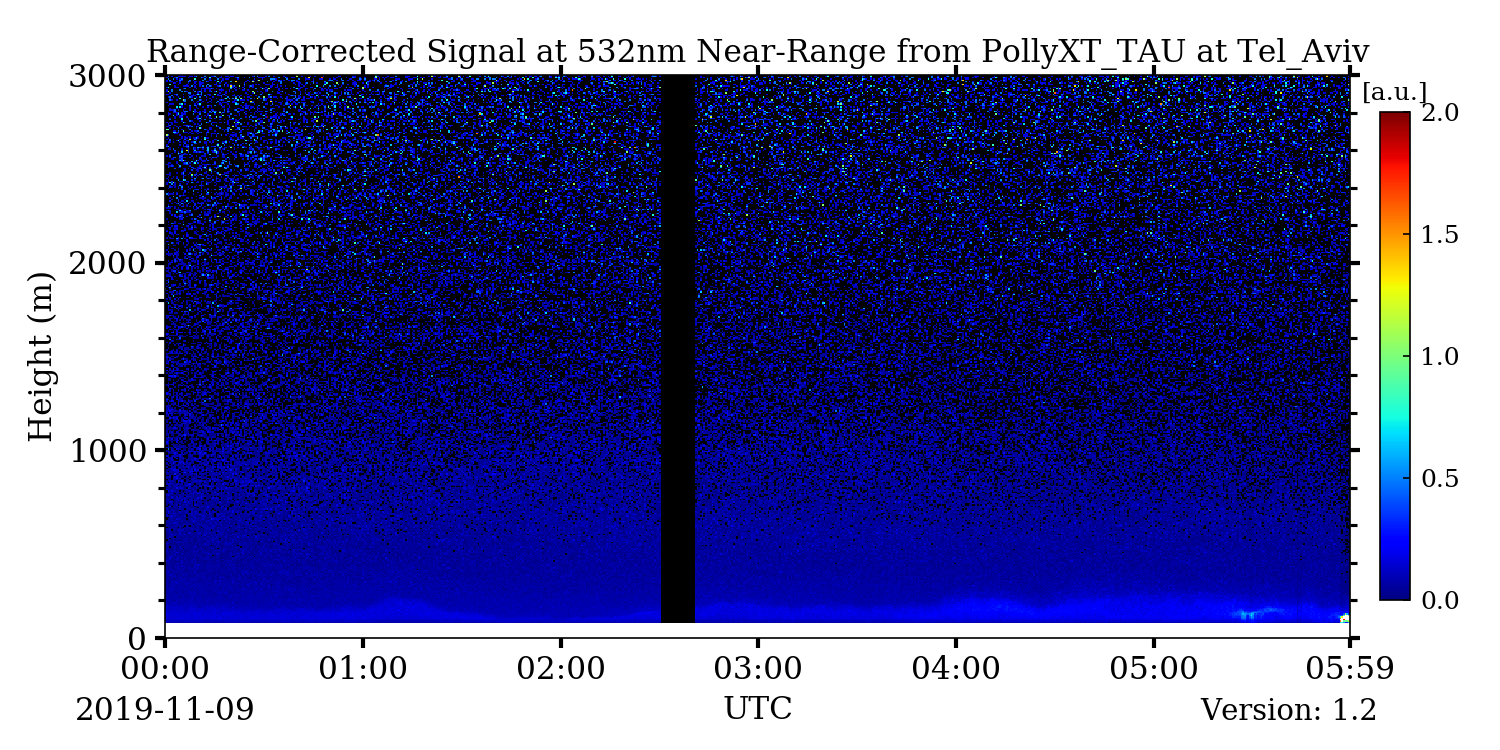 Range-Corrected Signal at 532nm Near-Range from PollyXT_TAU at Tel_Aviv
[a.u.]
3000
2000
1000
0
Height (m)
2.0
1.5
1.0
0.5
0.0
00:00 01:00 02:00 03:00 04:00 05:00 05:59
2019-11-09 UTC Version: 1.2